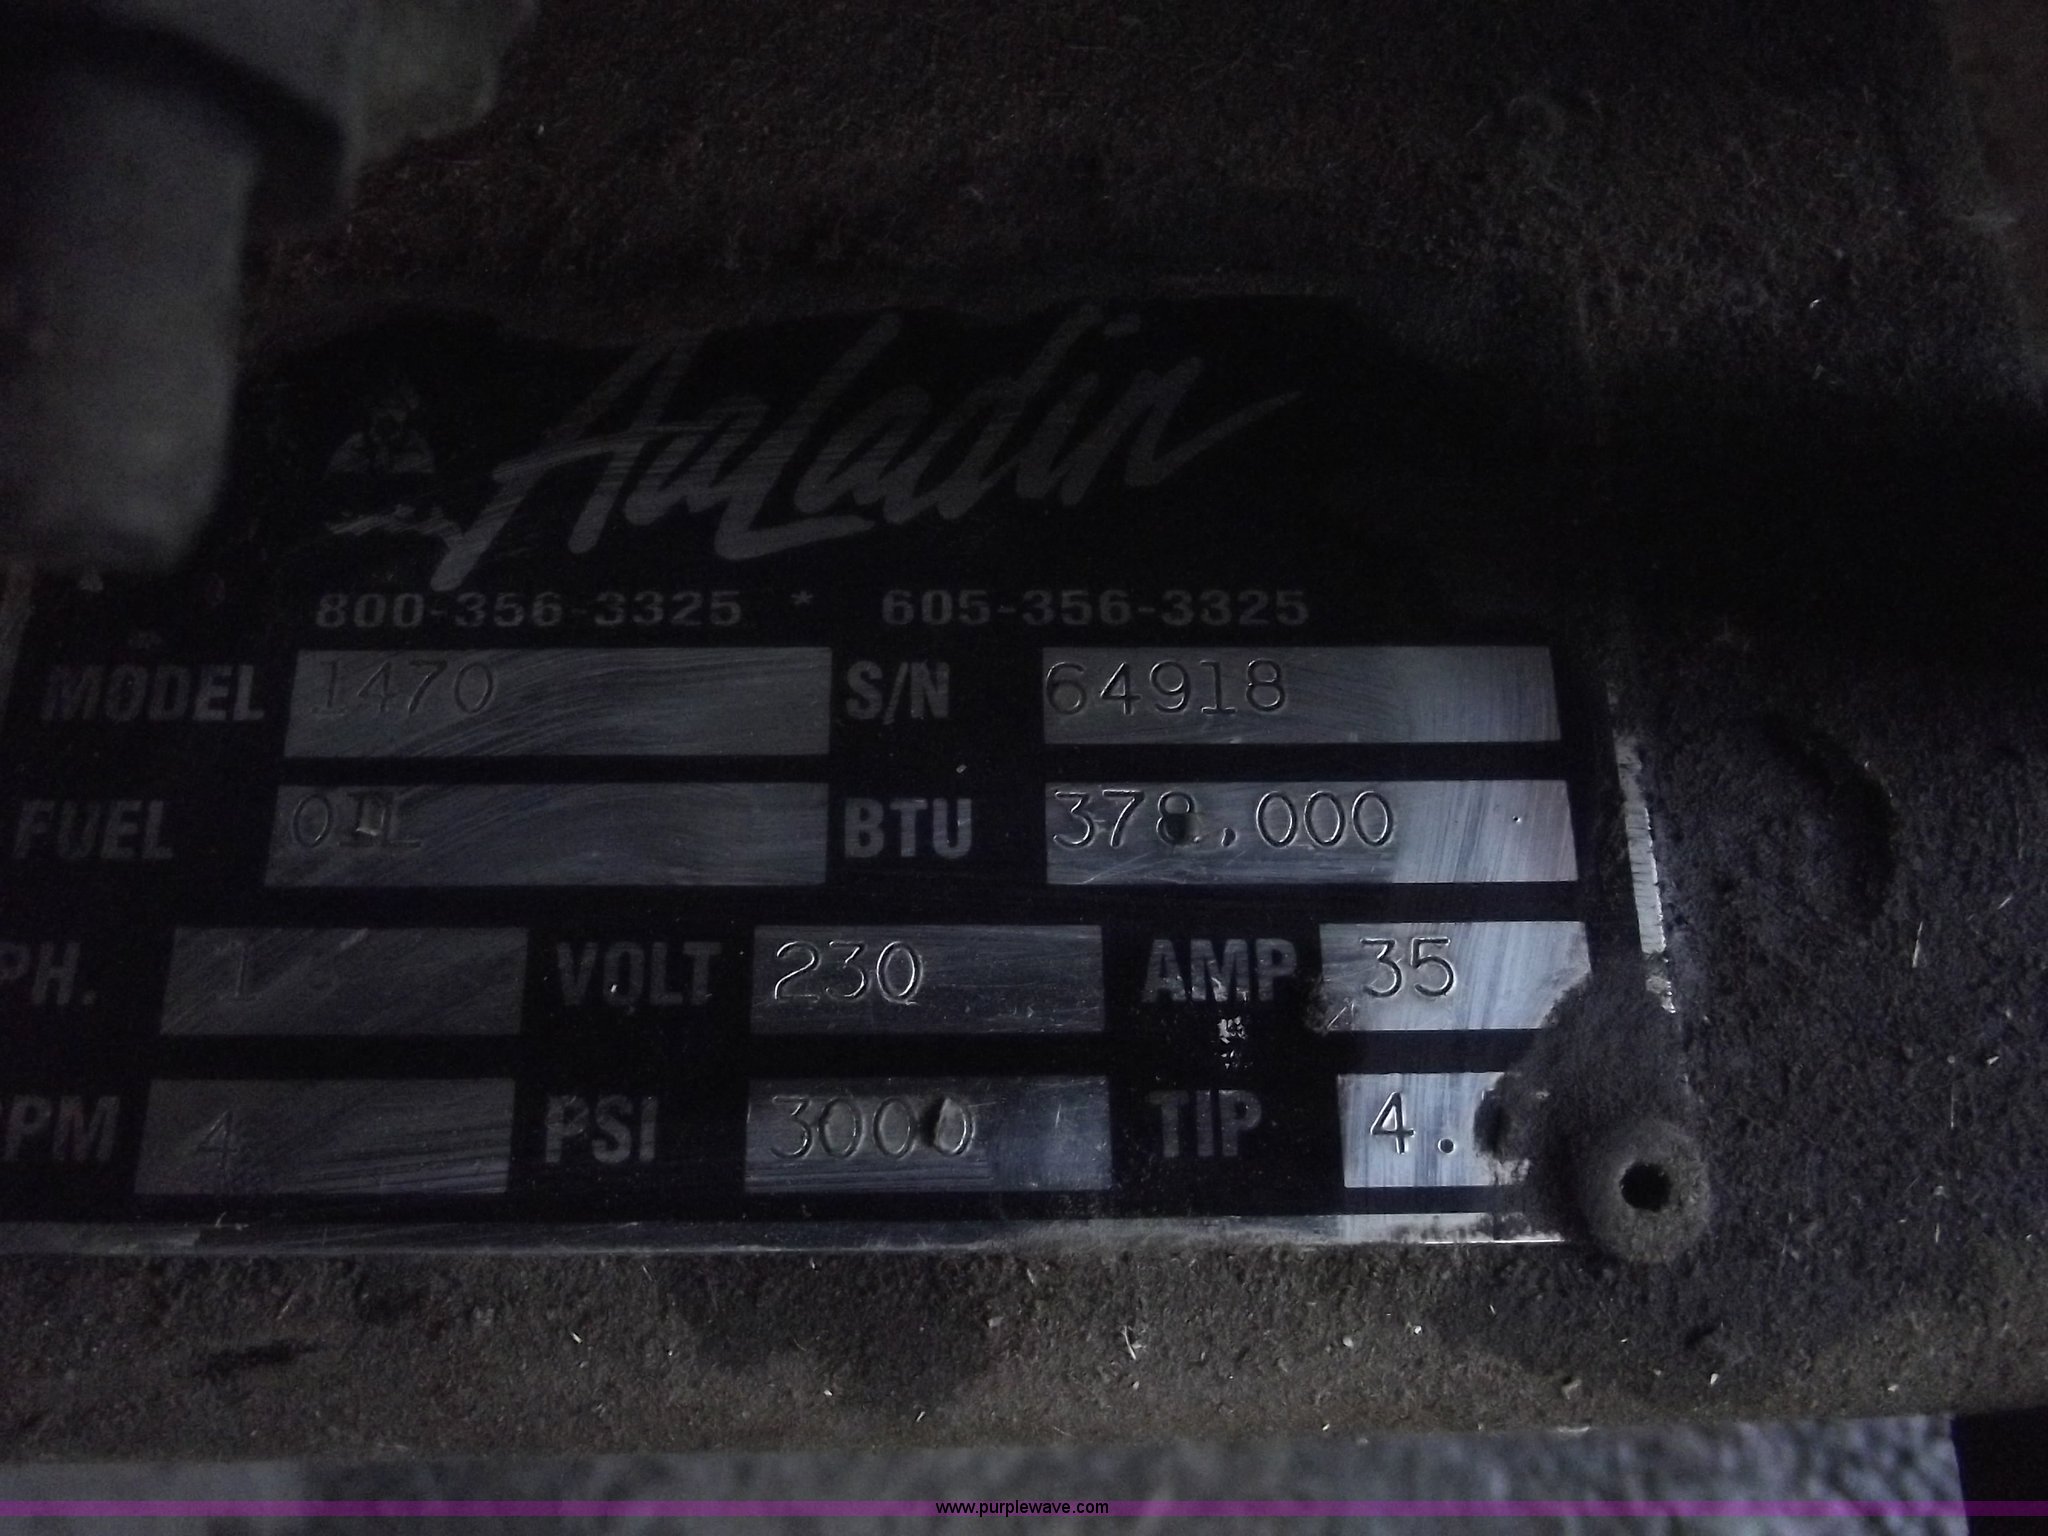 AaLadin
800-356-3325 * 605-356-3325
MODEL 1470 S/N 64918
FUEL OIL BTU 378,000
PH. 1 VOLT 230 AMP 35
PM 4 PSI 3000 TIP 4.
www.purplewave.com